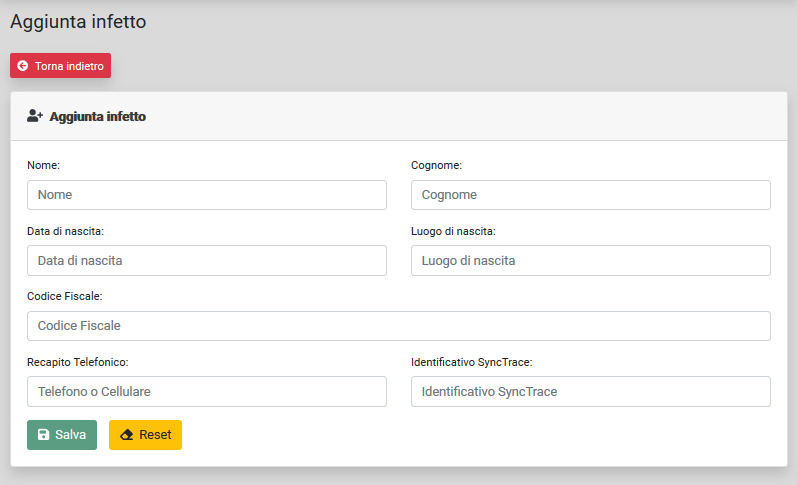 Aggiunta infetto
Torna indietro
Aggiunta infetto
Nome: Cognome:
Nome Cognome
Data di nascita: Luogo di nascita:
Data di nascita Luogo di nascita
Codice Fiscale:
Codice Fiscale
Recapito Telefonico: Identificativo SyncTrace:
Telefono o Cellulare Identificativo SyncTrace
Salva Reset